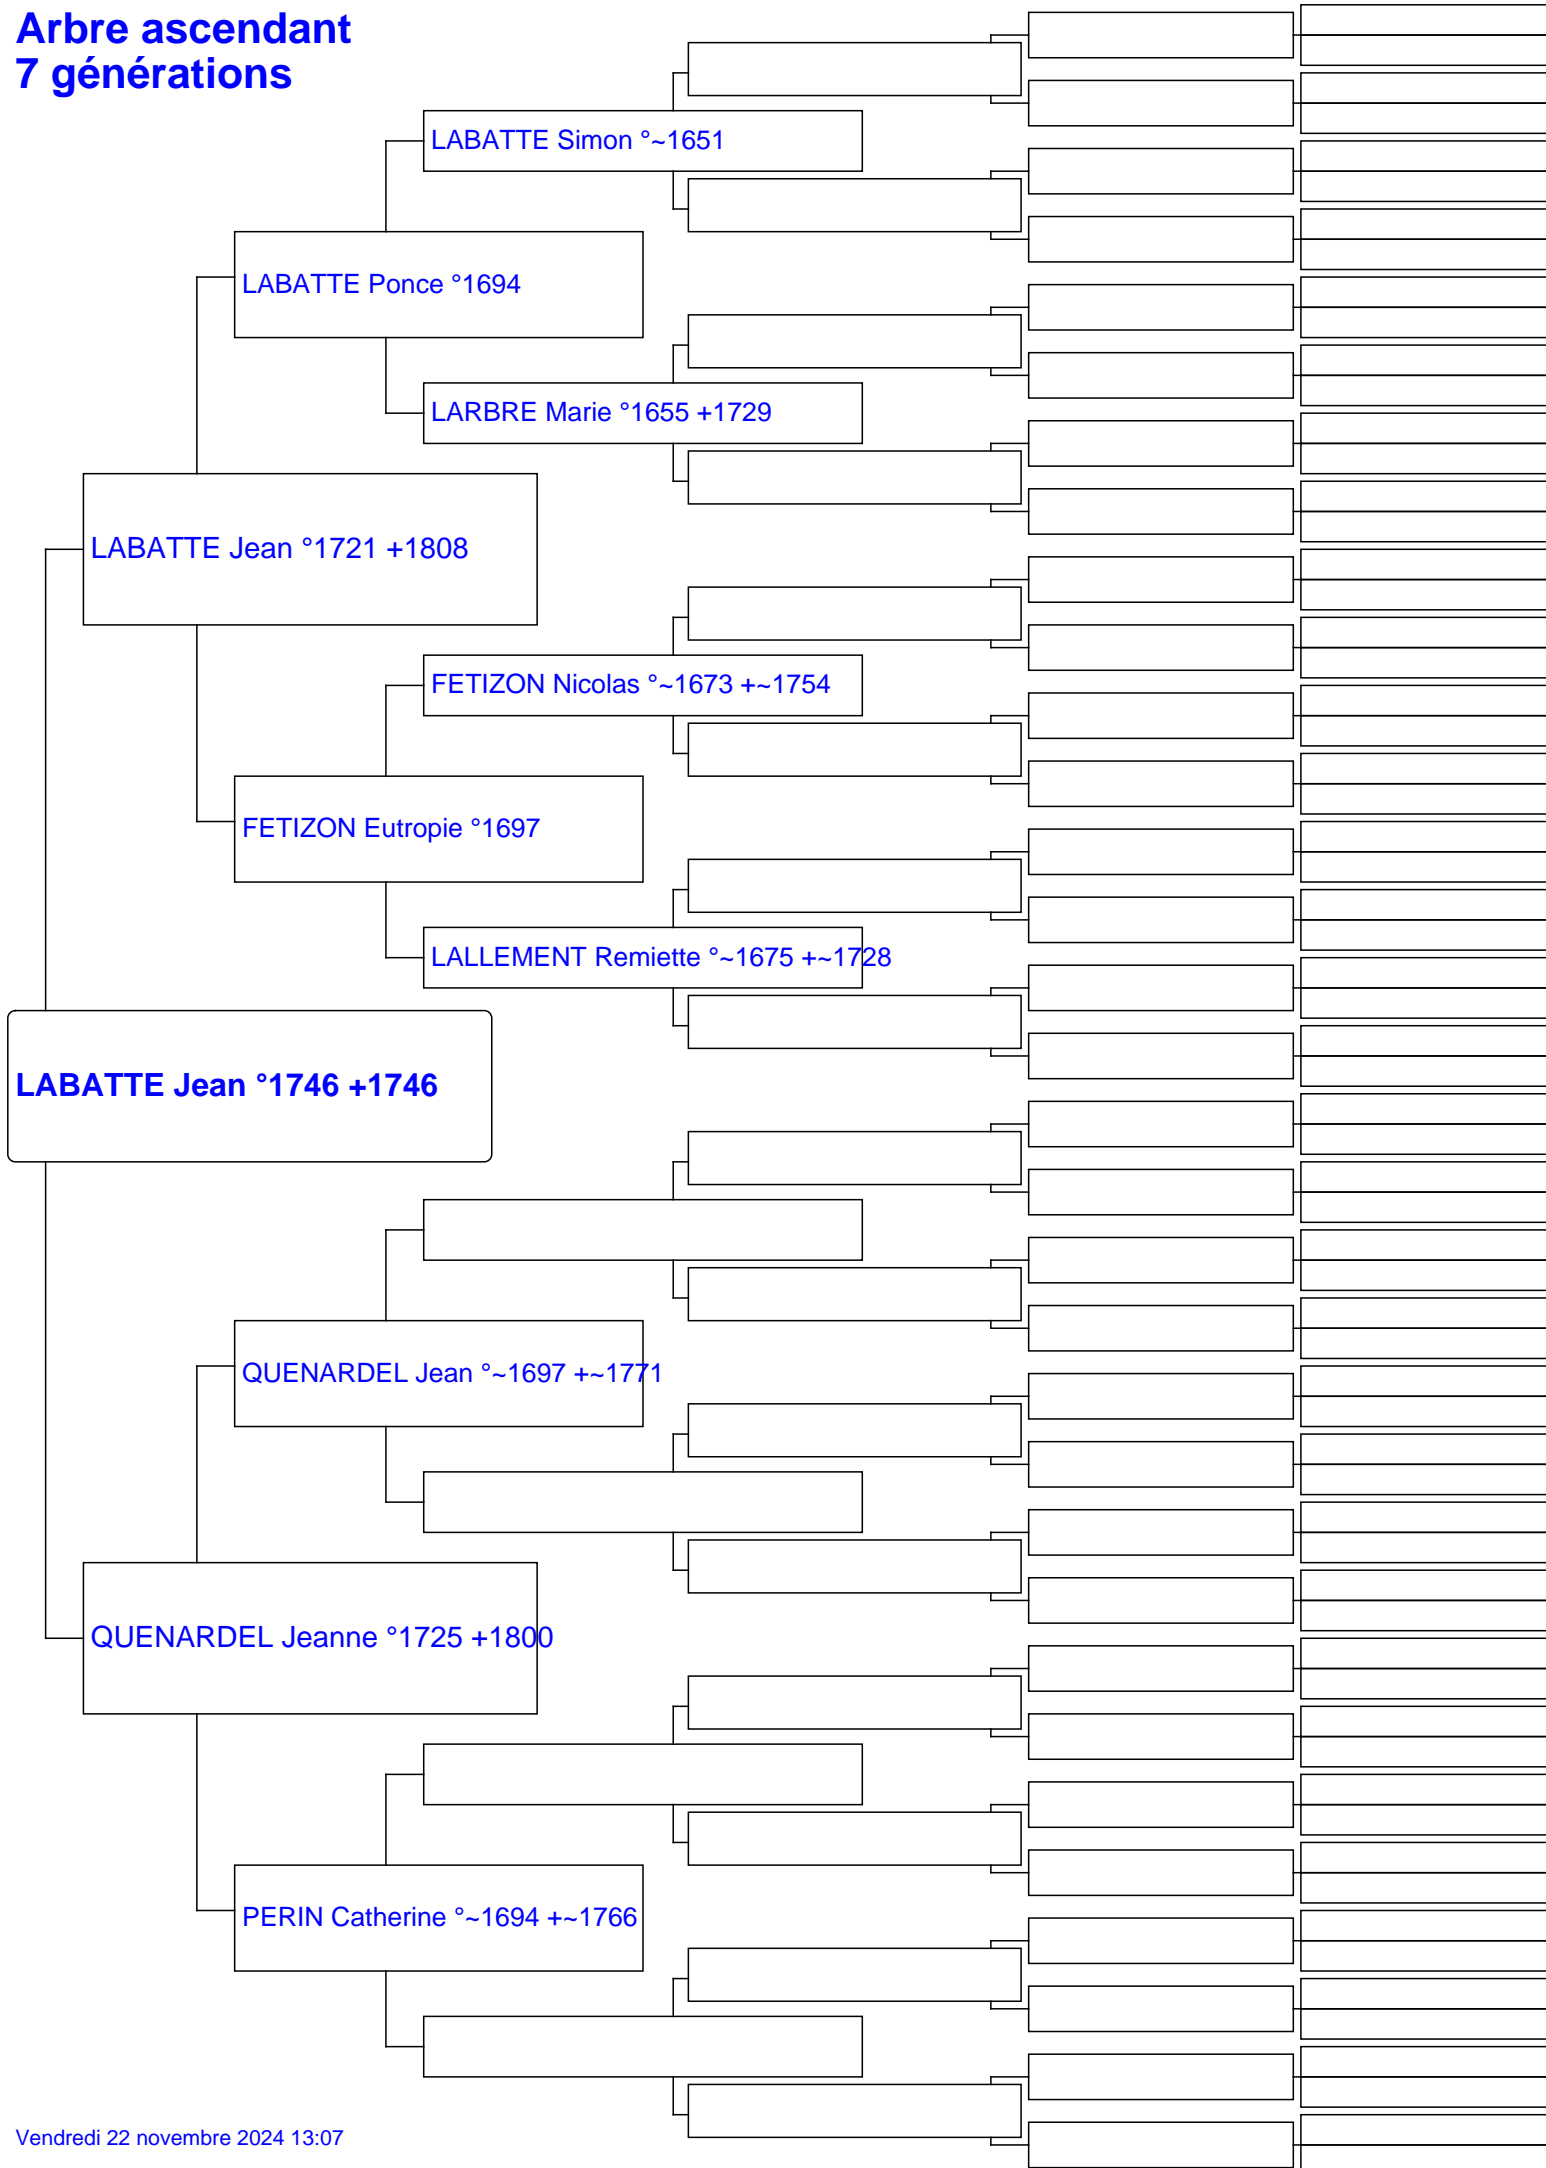 Arbre ascendant
7 générations
LABATTE Simon °~1651
LABATTE Ponce °1694
LARBRE Marie °1655 +1729
LABATTE Jean °1721 +1808
FETIZON Nicolas °~1673 +~1754
FETIZON Eutropie °1697
LALLEMENT Remiette °~1675 +~1728
LABATTE Jean °1746 +1746
QUENARDEL Jean °~1697 +~1771
QUENARDEL Jeanne °1725 +1800
PERIN Catherine °~1694 +~1766
Vendredi 22 novembre 2024 13:07